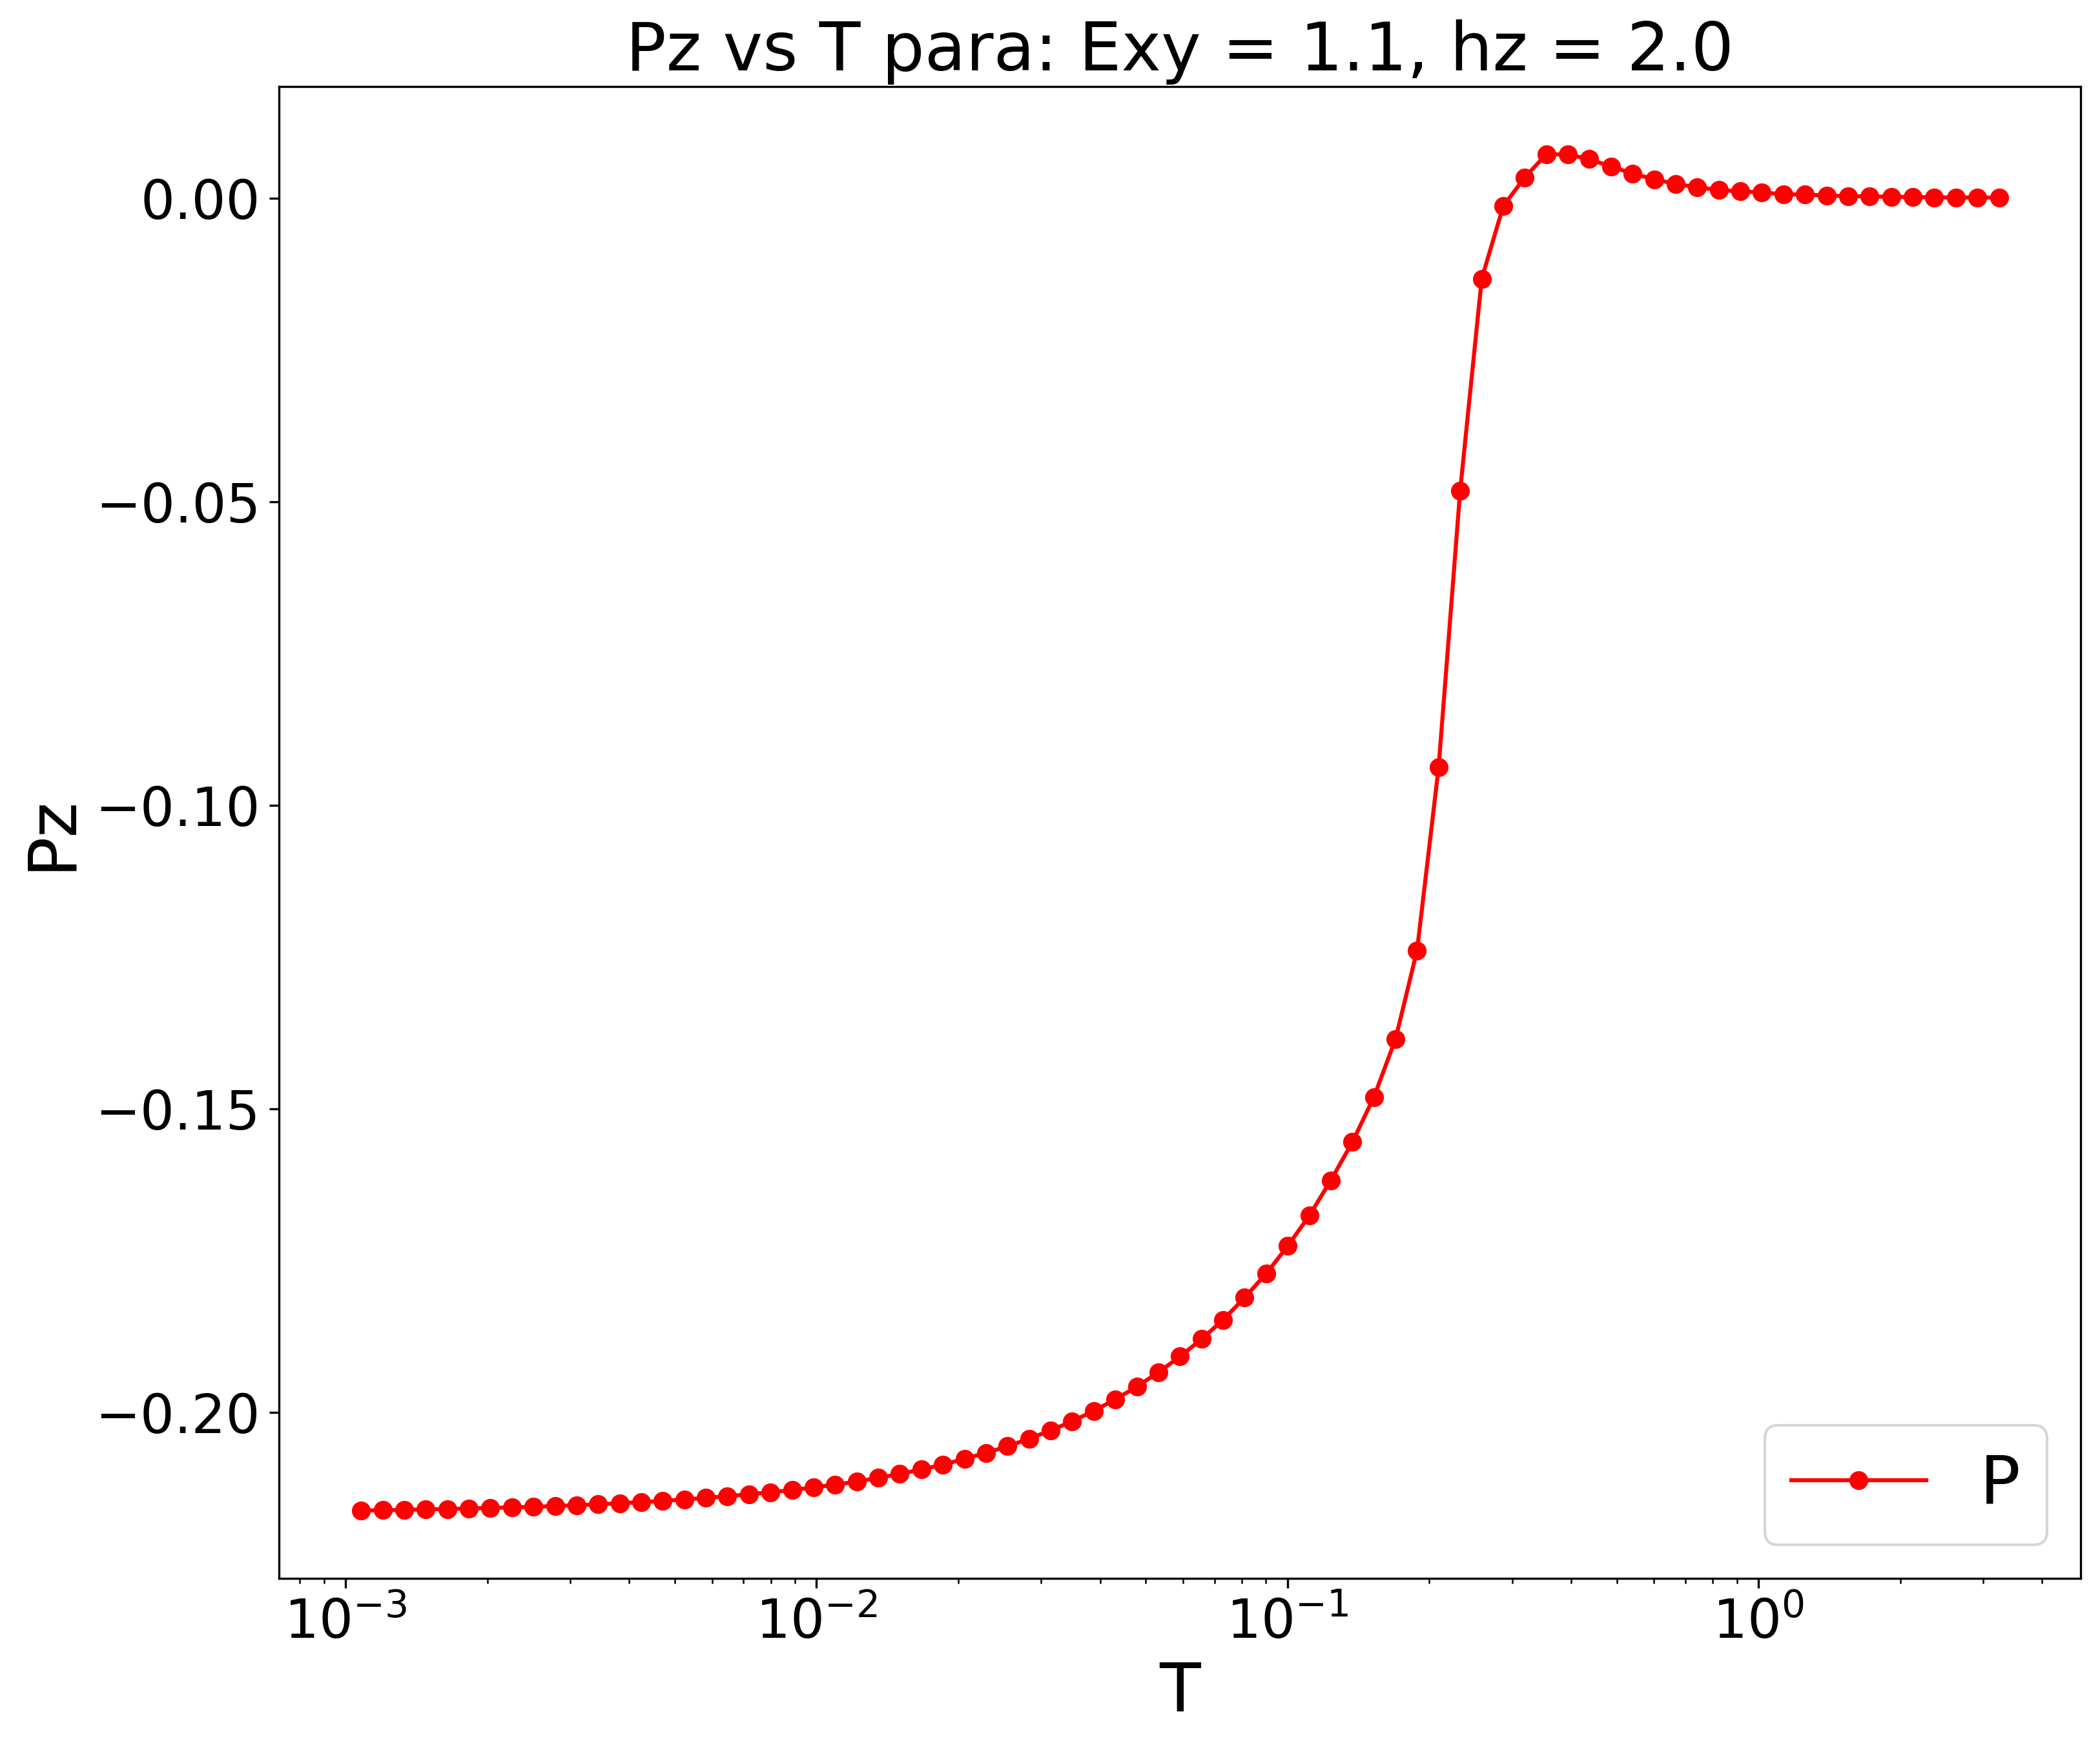 Pz vs T para: Exy = 1.1, hz = 2.0
0.00
−0.05
−0.10
−0.15
−0.20
Pz
P
10⁻³ 10⁻² 10⁻¹ 10⁰
T